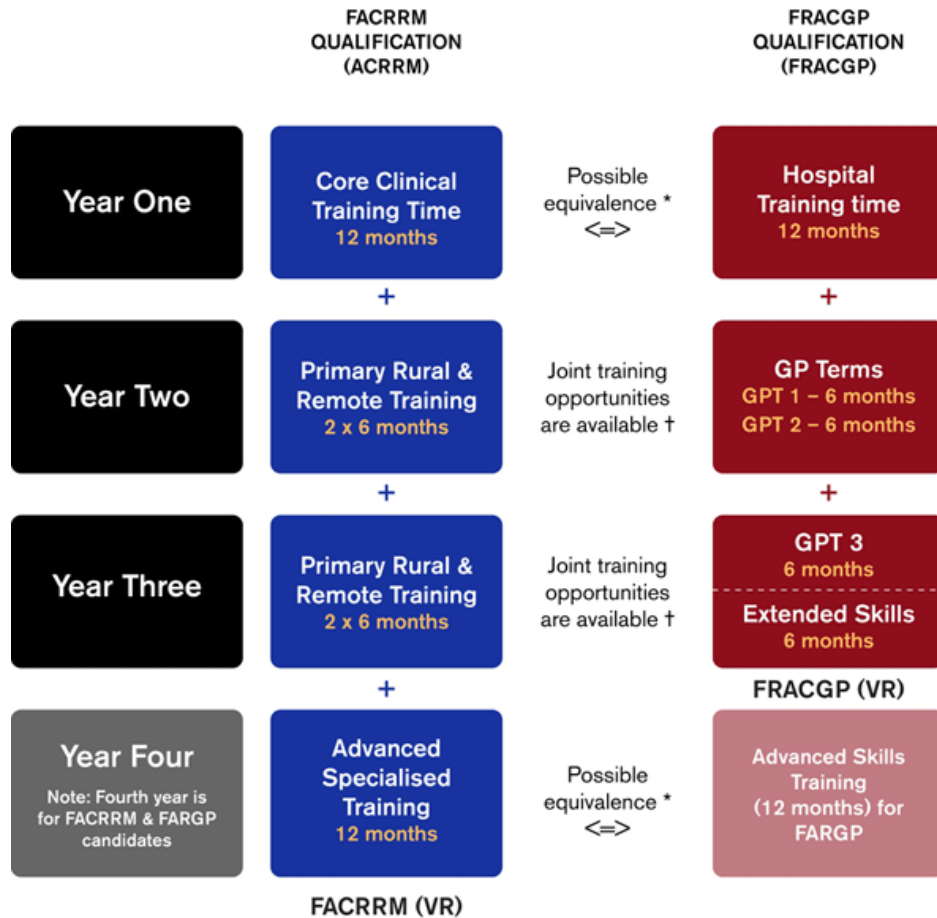 FACRRM
QUALIFICATION
(ACRRM)
FRACGP
QUALIFICATION
(FRACGP)
Year One
Core Clinical
Training Time
12 months
Possible
equivalence *
<=>
Hospital
Training time
12 months
+
+
Year Two
Primary Rural &
Remote Training
2 x 6 months
Joint training
opportunities
are available †
GP Terms
GPT 1 – 6 months
GPT 2 – 6 months
+
+
Year Three
Primary Rural &
Remote Training
2 x 6 months
Joint training
opportunities
are available †
GPT 3
6 months
Extended Skills
6 months
+
FRACGP (VR)
Year Four
Note: Fourth year is
for FACRRM & FARGP
candidates
Advanced
Specialised
Training
12 months
Possible
equivalence *
<=>
Advanced Skills
Training
(12 months) for
FARGP
FACRRM (VR)